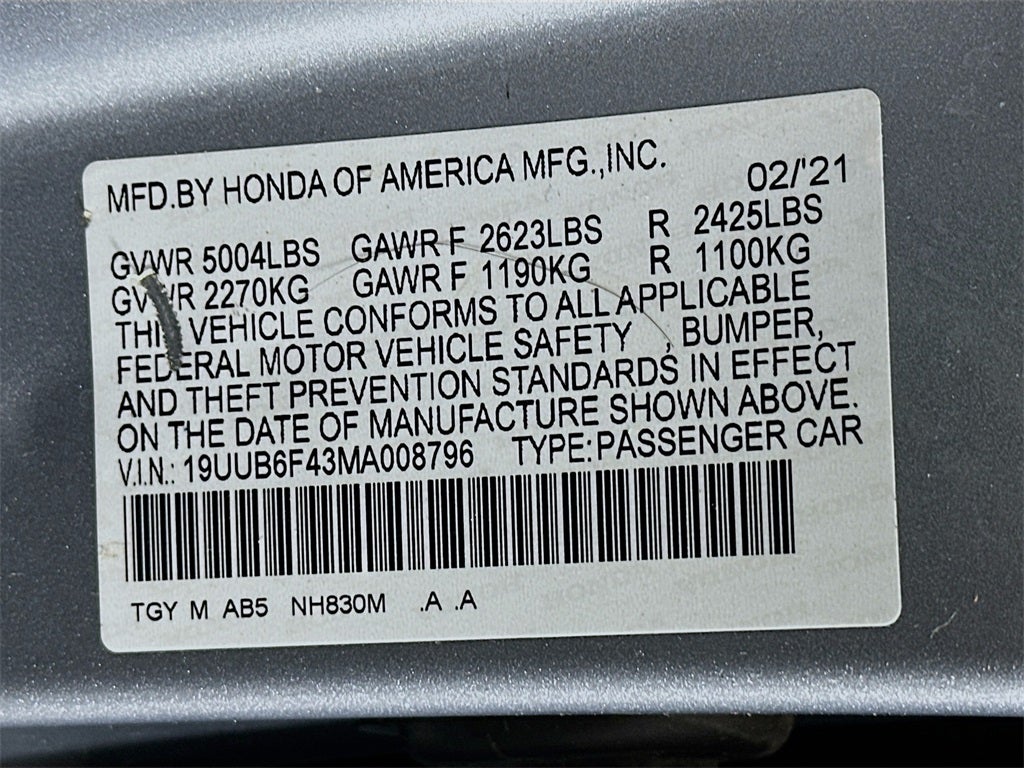 MFD.BY HONDA OF AMERICA MFG.,INC. 02/'21
GVWR 5004LBS GAWR F 2623LBS R 2425LBS
GVWR 2270KG GAWR F 1190KG R 1100KG
THIS VEHICLE CONFORMS TO ALL APPLICABLE
FEDERAL MOTOR VEHICLE SAFETY , BUMPER,
AND THEFT PREVENTION STANDARDS IN EFFECT
ON THE DATE OF MANUFACTURE SHOWN ABOVE.
V.I.N.: 19UUB6F43MA008796 TYPE:PASSENGER CAR
TGY M AB5 NH830M .A .A